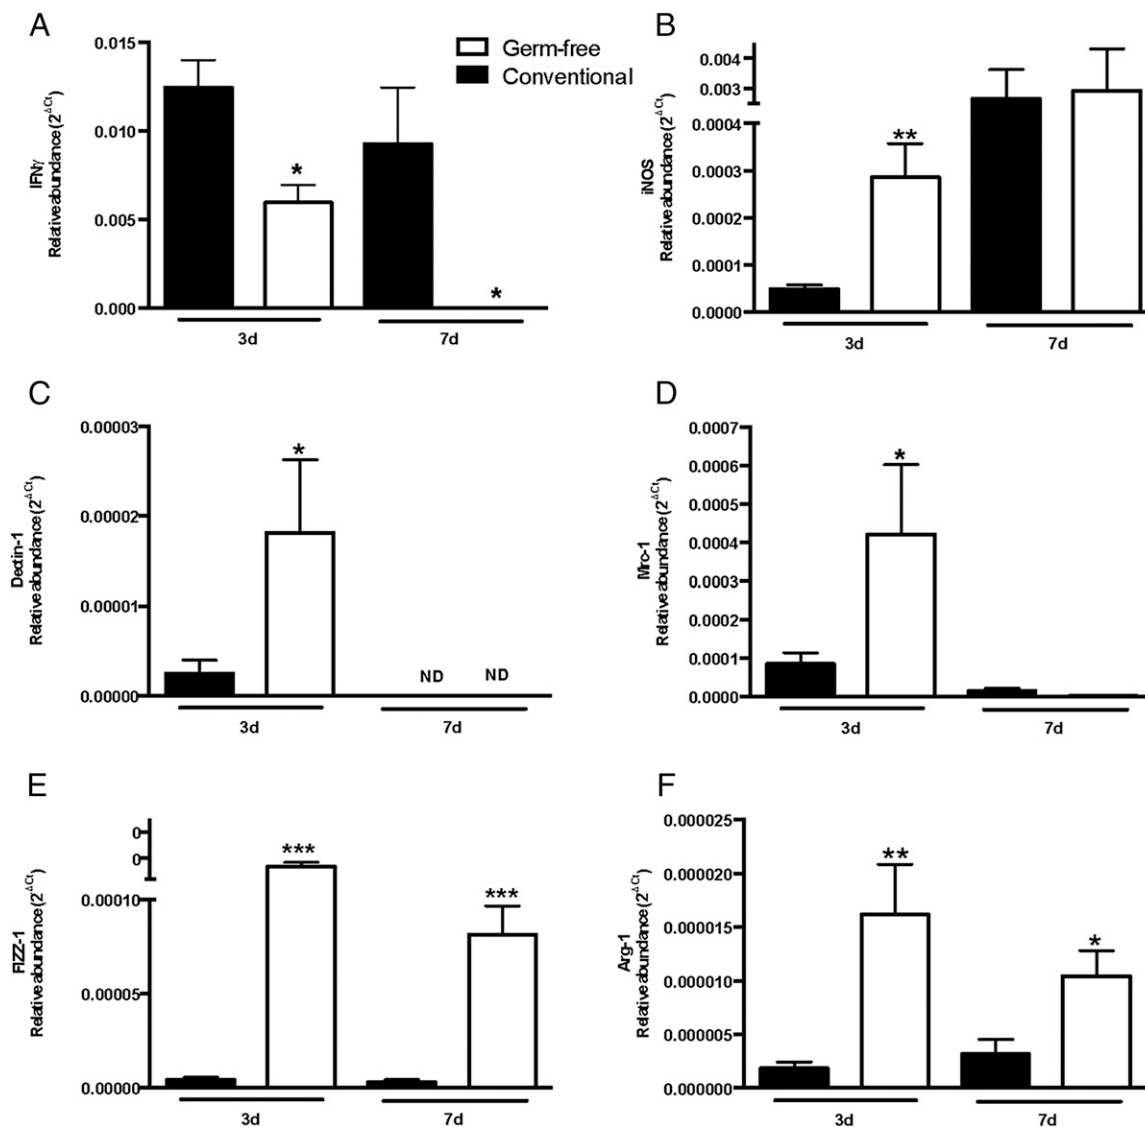 A
0.015
0.010
0.005
0.000
IFNγ
Relative abundance (2^ΔCt)
*
*
3d
7d
Germ-free
Conventional
B
0.004
0.003
0.0004
0.0003
0.0002
0.0001
0.0000
iNOS
Relative abundance (2^ΔCt)
**
3d
7d
C
0.00003
0.00002
0.00001
0.00000
Dectin-1
Relative abundance (2^ΔCt)
*
ND
ND
3d
7d
D
0.0007
0.0006
0.0005
0.0004
0.0003
0.0002
0.0001
0.0000
Mrc-1
Relative abundance (2^ΔCt)
*
3d
7d
E
0
0
0.00010
0.00005
0.00000
FIZZ-1
Relative abundance (2^ΔCt)
***
***
3d
7d
F
0.000025
0.000020
0.000015
0.000010
0.000005
0.000000
Arg-1
Relative abundance (2^ΔCt)
**
*
3d
7d